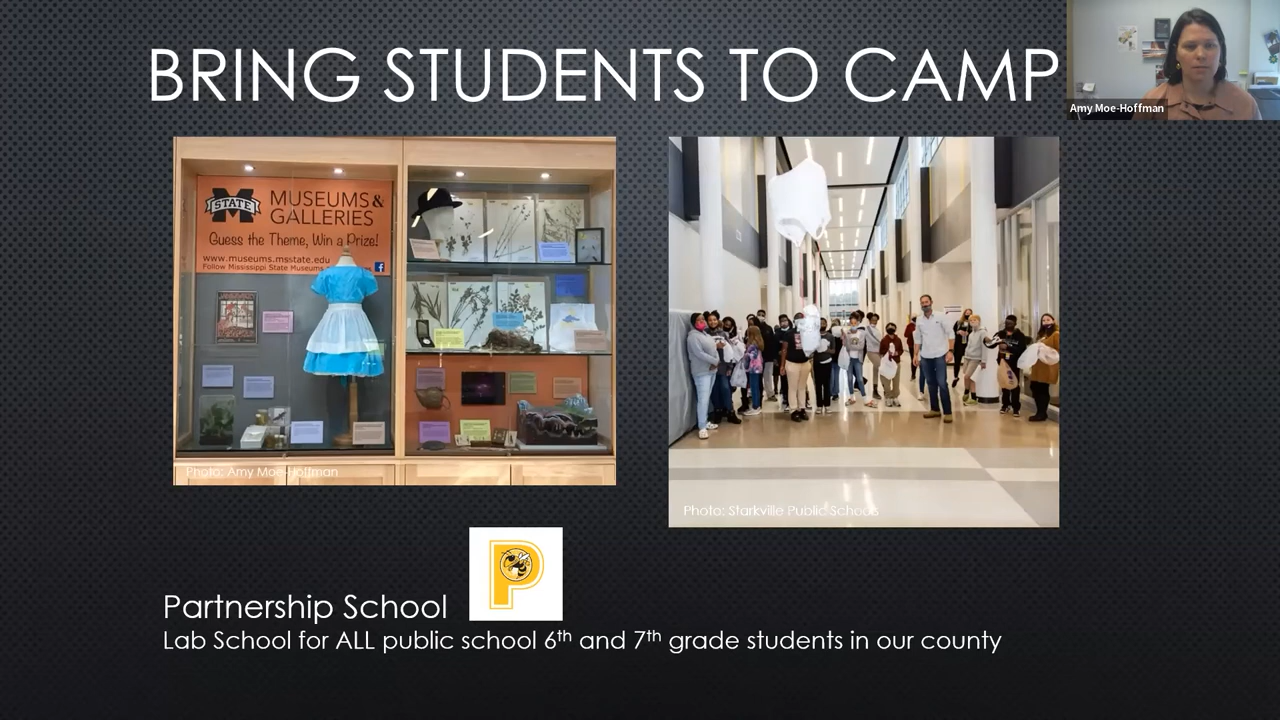 BRING STUDENTS TO CAMP
Amy Moe-Hoffman
STATE
MUSEUMS &
GALLERIES
Guess the Theme, Win a Prize!
www.museums.msstate.edu
Follow Mississippi State Museums
Photo: Amy Moe-Hoffman
Photo: Starkville Public Schools
Partnership School
P
Lab School for ALL public school 6th and 7th grade students in our county